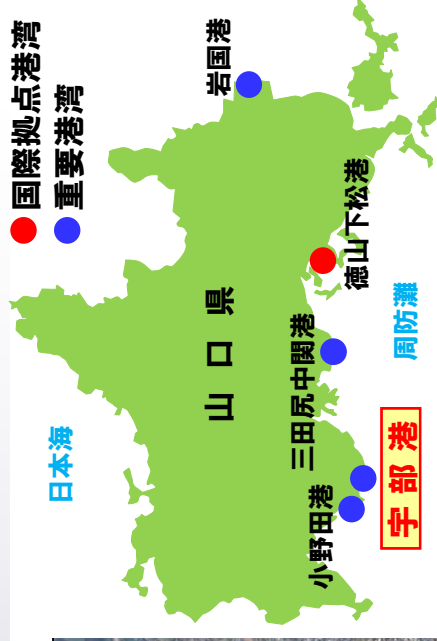 国際拠点港湾
重要港湾
日本海
岩国港
山口県
徳山下松港
三田尻中関港
周防灘
小野田港
宇部港